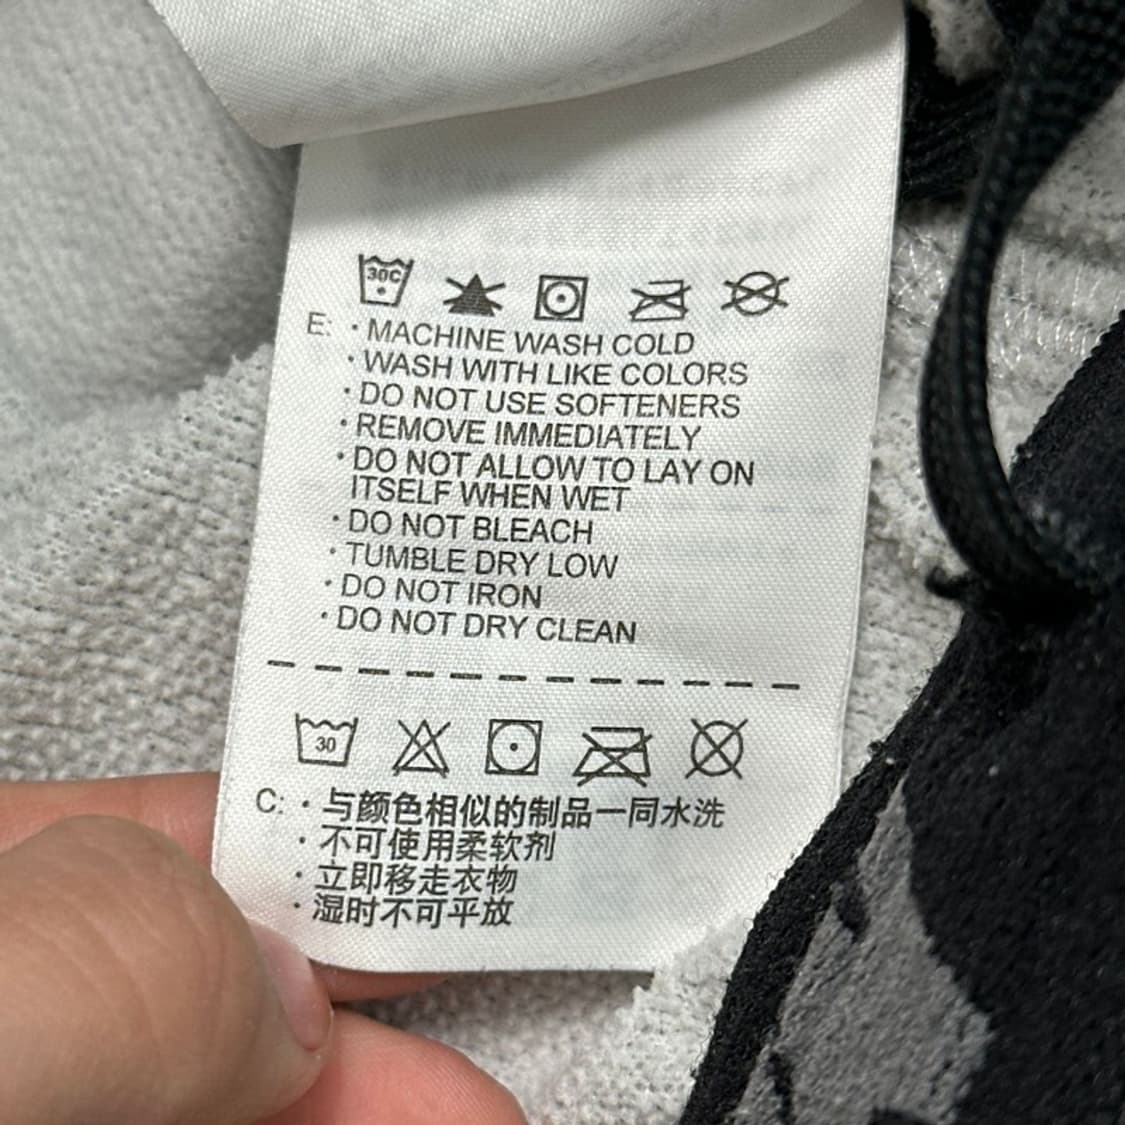 30C
E: · MACHINE WASH COLD
· WASH WITH LIKE COLORS
· DO NOT USE SOFTENERS
· REMOVE IMMEDIATELY
· DO NOT ALLOW TO LAY ON
ITSELF WHEN WET
· DO NOT BLEACH
· TUMBLE DRY LOW
· DO NOT IRON
· DO NOT DRY CLEAN
30
C: · 与颜色相似的制品一同水洗
· 不可使用柔软剂
· 立即移走衣物
· 湿时不可平放